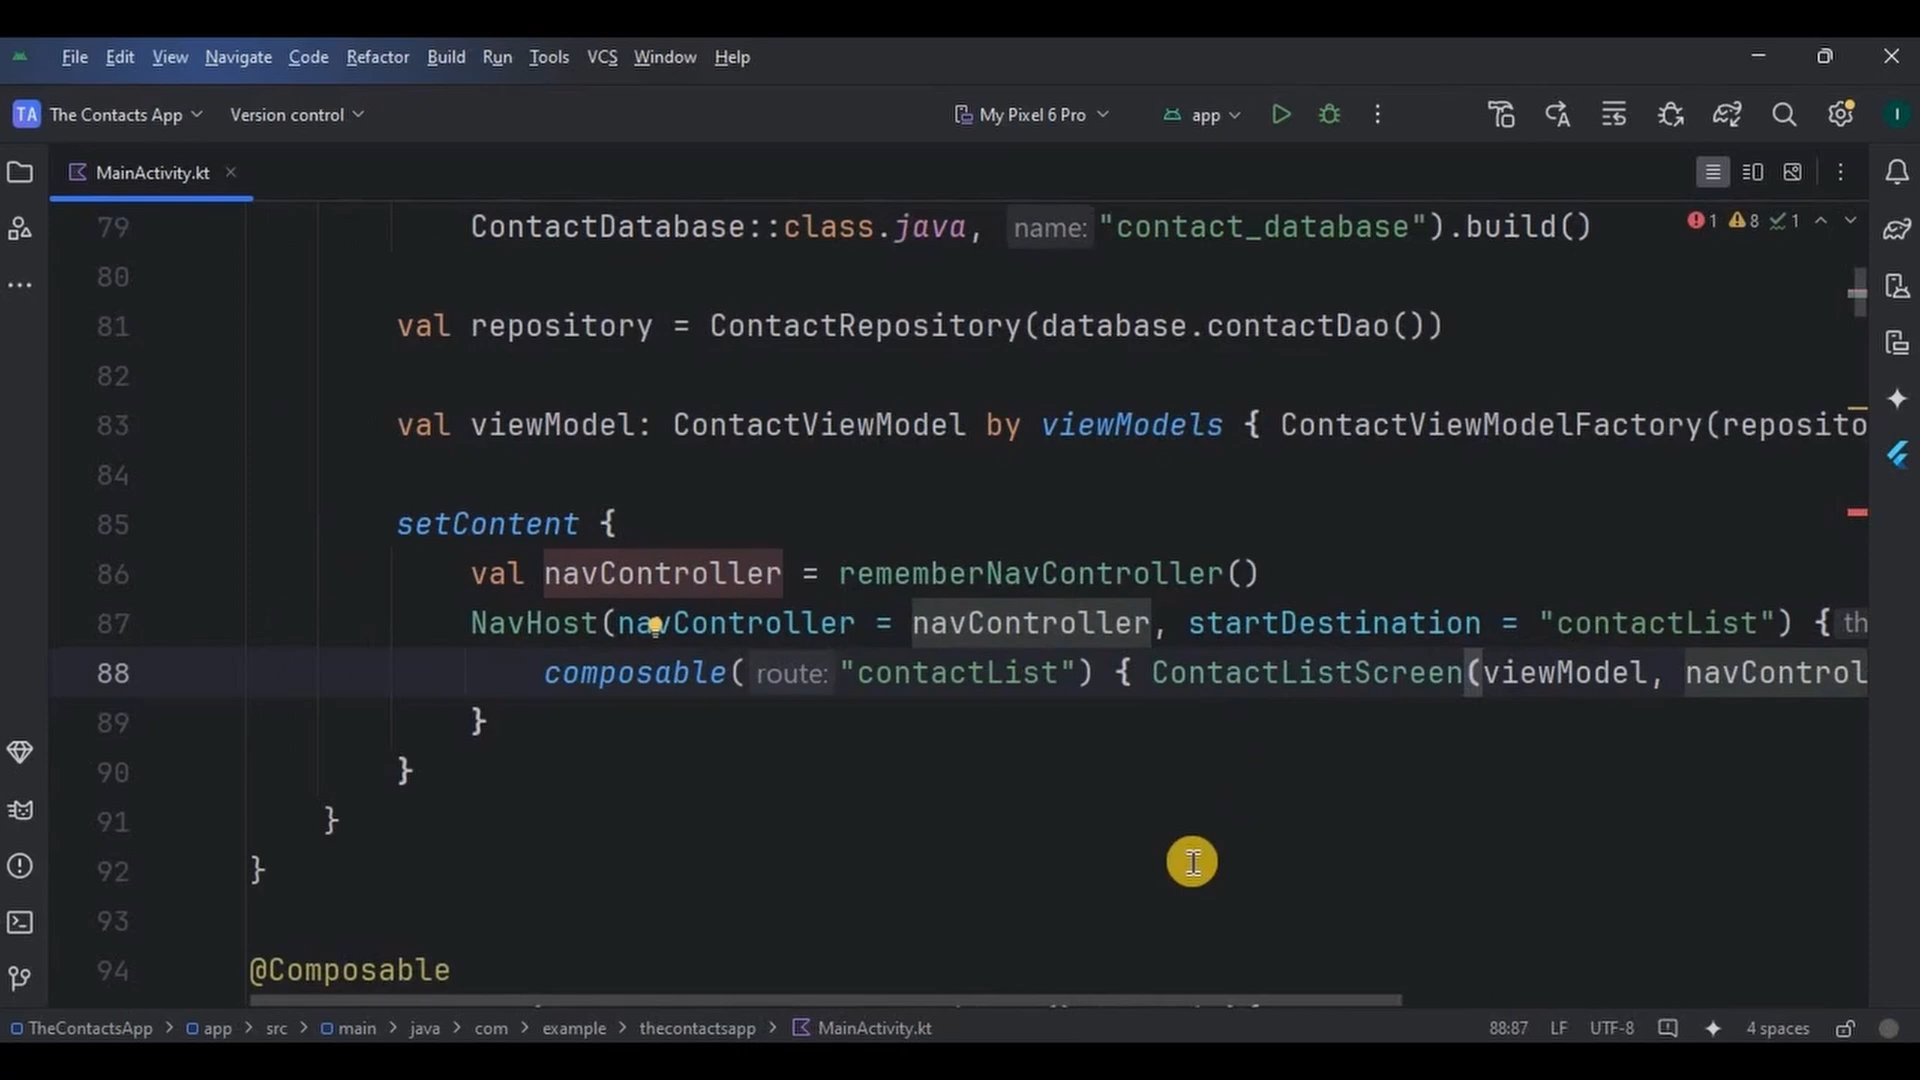 File Edit View Navigate Code Refactor Build Run Tools VCS Window Help
TA The Contacts App Version control My Pixel 6 Pro app I
MainActivity.kt
79 ContactDatabase::class.java, name: "contact_database").build() 1 8 1
80
81 val repository = ContactRepository(database.contactDao())
82
83 val viewModel: ContactViewModel by viewModels { ContactViewModelFactory(reposito
84
85 setContent {
86 val navController = rememberNavController()
87 NavHost(navController = navController, startDestination = "contactList") { th
88 composable( route: "contactList") { ContactListScreen(viewModel, navControl
89 }
90 }
91 }
92 }
93
94 @Composable
TheContactsApp > app > src > main > java > com > example > thecontactsapp > MainActivity.kt 88:87 LF UTF-8 4 spaces